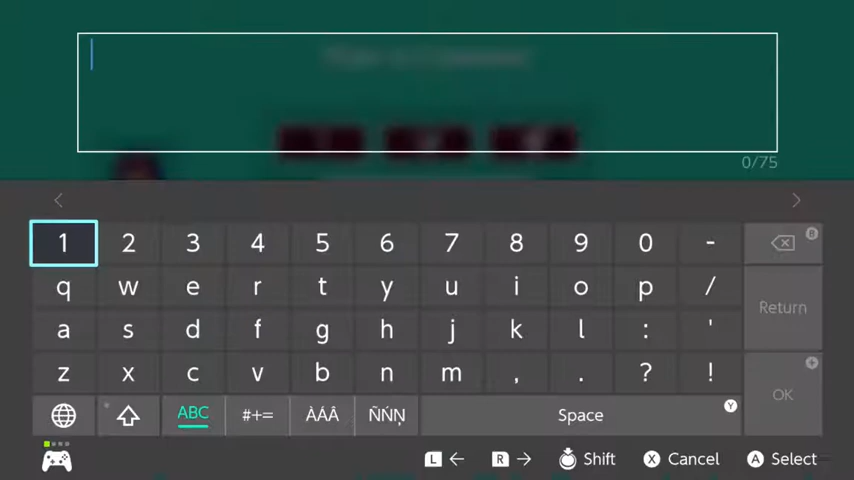 0/75
1 2 3 4 5 6 7 8 9 0 -
q w e r t y u i o p /
Return
a s d f g h j k l : '
z x c v b n m , . ? !
OK
ABC #+= ÀÁÂ ÑŃŅ Space
L ← R → Shift X Cancel A Select